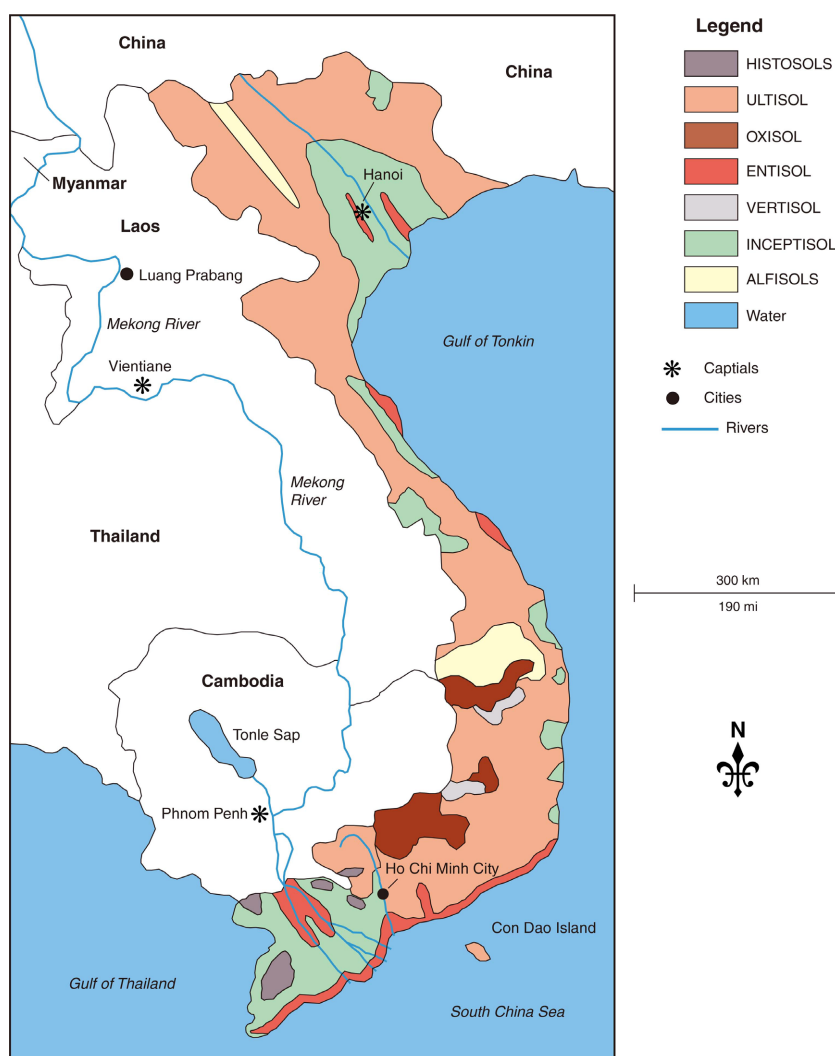 China
China
Myanmar
Hanoi
Laos
Luang Prabang
Mekong River
Vientiane
Gulf of Tonkin
Mekong
River
Thailand
Cambodia
Tonle Sap
Phnom Penh
Ho Chi Minh City
Con Dao Island
Gulf of Thailand
South China Sea
Legend
HISTOSOLS
ULTISOL
OXISOL
ENTISOL
VERTISOL
INCEPTISOL
ALFISOLS
Water
Captials
Cities
Rivers
300 km
190 mi
N